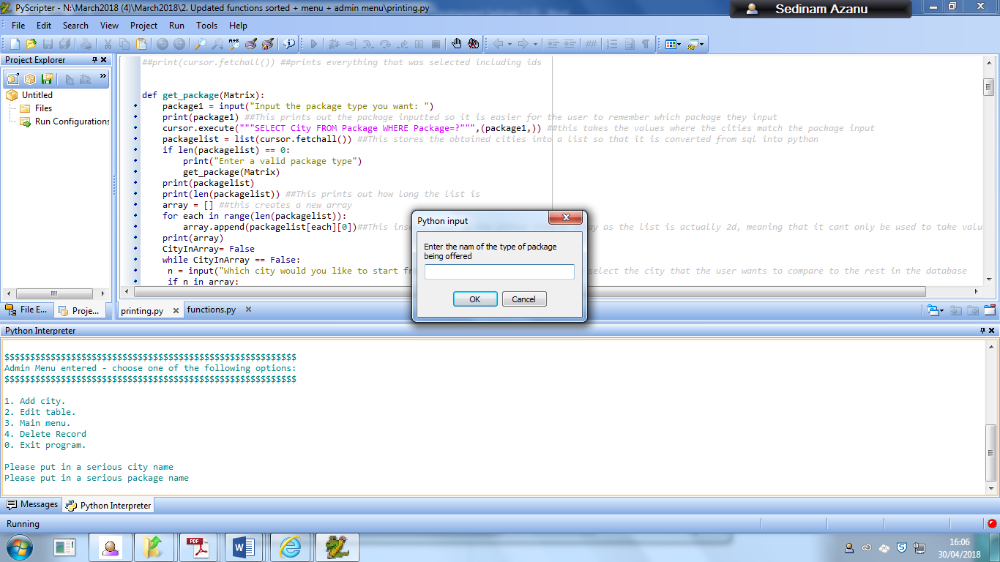 PyScripter - N:\March2018 (4)\March2018\2. Updated functions sorted + menu + admin menu\printing.py
Sedinam Azanu
File Edit Search View Project Run Tools Help
Project Explorer
Untitled
Files
Run Configurations
##print(cursor.fetchall()) ##prints everything that was selected including ids
def get_package(Matrix):
package1 = input("Input the package type you want: ")
print(package1) ##This prints out the package inputted so it is easier for the user to remember which package they input
cursor.execute("""SELECT City FROM Package WHERE Package=?""",(package1,)) ##this takes the values where the cities match the package input
packagelist = list(cursor.fetchall()) ##This stores the obtained cities into a list so that it is converted from sql into python
if len(packagelist) == 0:
print("Enter a valid package type")
get_package(Matrix)
print(packagelist)
print(len(packagelist)) ##This prints out how long the list is
array = [] ##this creates a new array
for each in range(len(packagelist)):
array.append(packagelist[each][0])##This inse as the list is actually 2d, meaning that it cant only be used to take valu
print(array)
CityInArray= False
while CityInArray == False:
n = input("Which city would you like to start fr select the city that the user wants to compare to the rest in the database
if n in array:
Python input
Enter the nam of the type of package
being offered
OK Cancel
File E... Proje...
printing.py functions.py
Python Interpreter
$$$$$$$$$$$$$$$$$$$$$$$$$$$$$$$$$$$$$$$$$$$$$$$$$$$$$$$$$
Admin Menu entered - choose one of the following options:
$$$$$$$$$$$$$$$$$$$$$$$$$$$$$$$$$$$$$$$$$$$$$$$$$$$$$$$$$
1. Add city.
2. Edit table.
3. Main menu.
4. Delete Record
0. Exit program.
Please put in a serious city name
Please put in a serious package name
Messages Python Interpreter
Running
16:06
30/04/2018